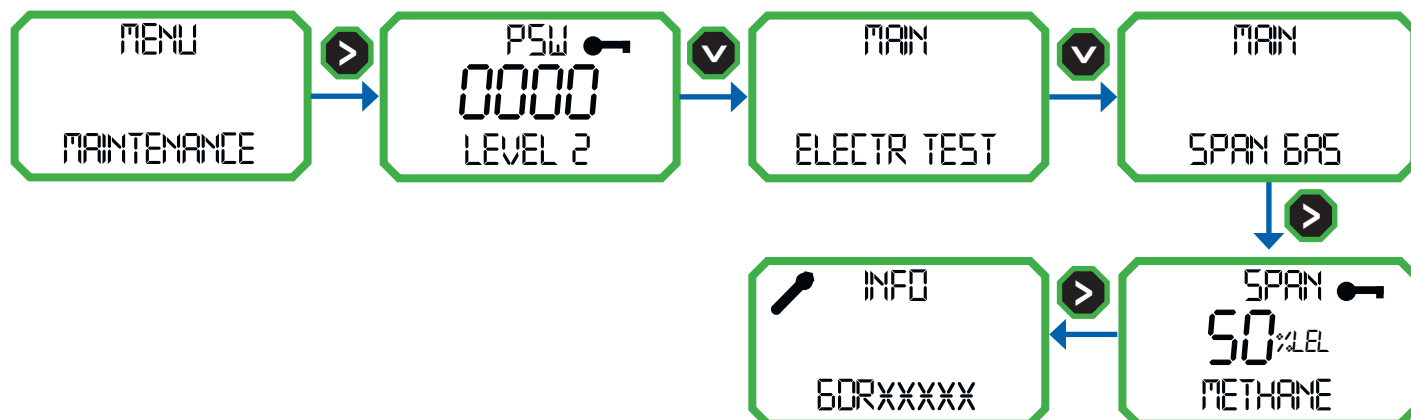 MENU
MAINTENANCE
>
PSW
0000
LEVEL 2
v
MAIN
ELECTR TEST
v
MAIN
SPAN GAS
>
SPAN
50 %LEL
METHANE
>
INFO
GDRXXXXX